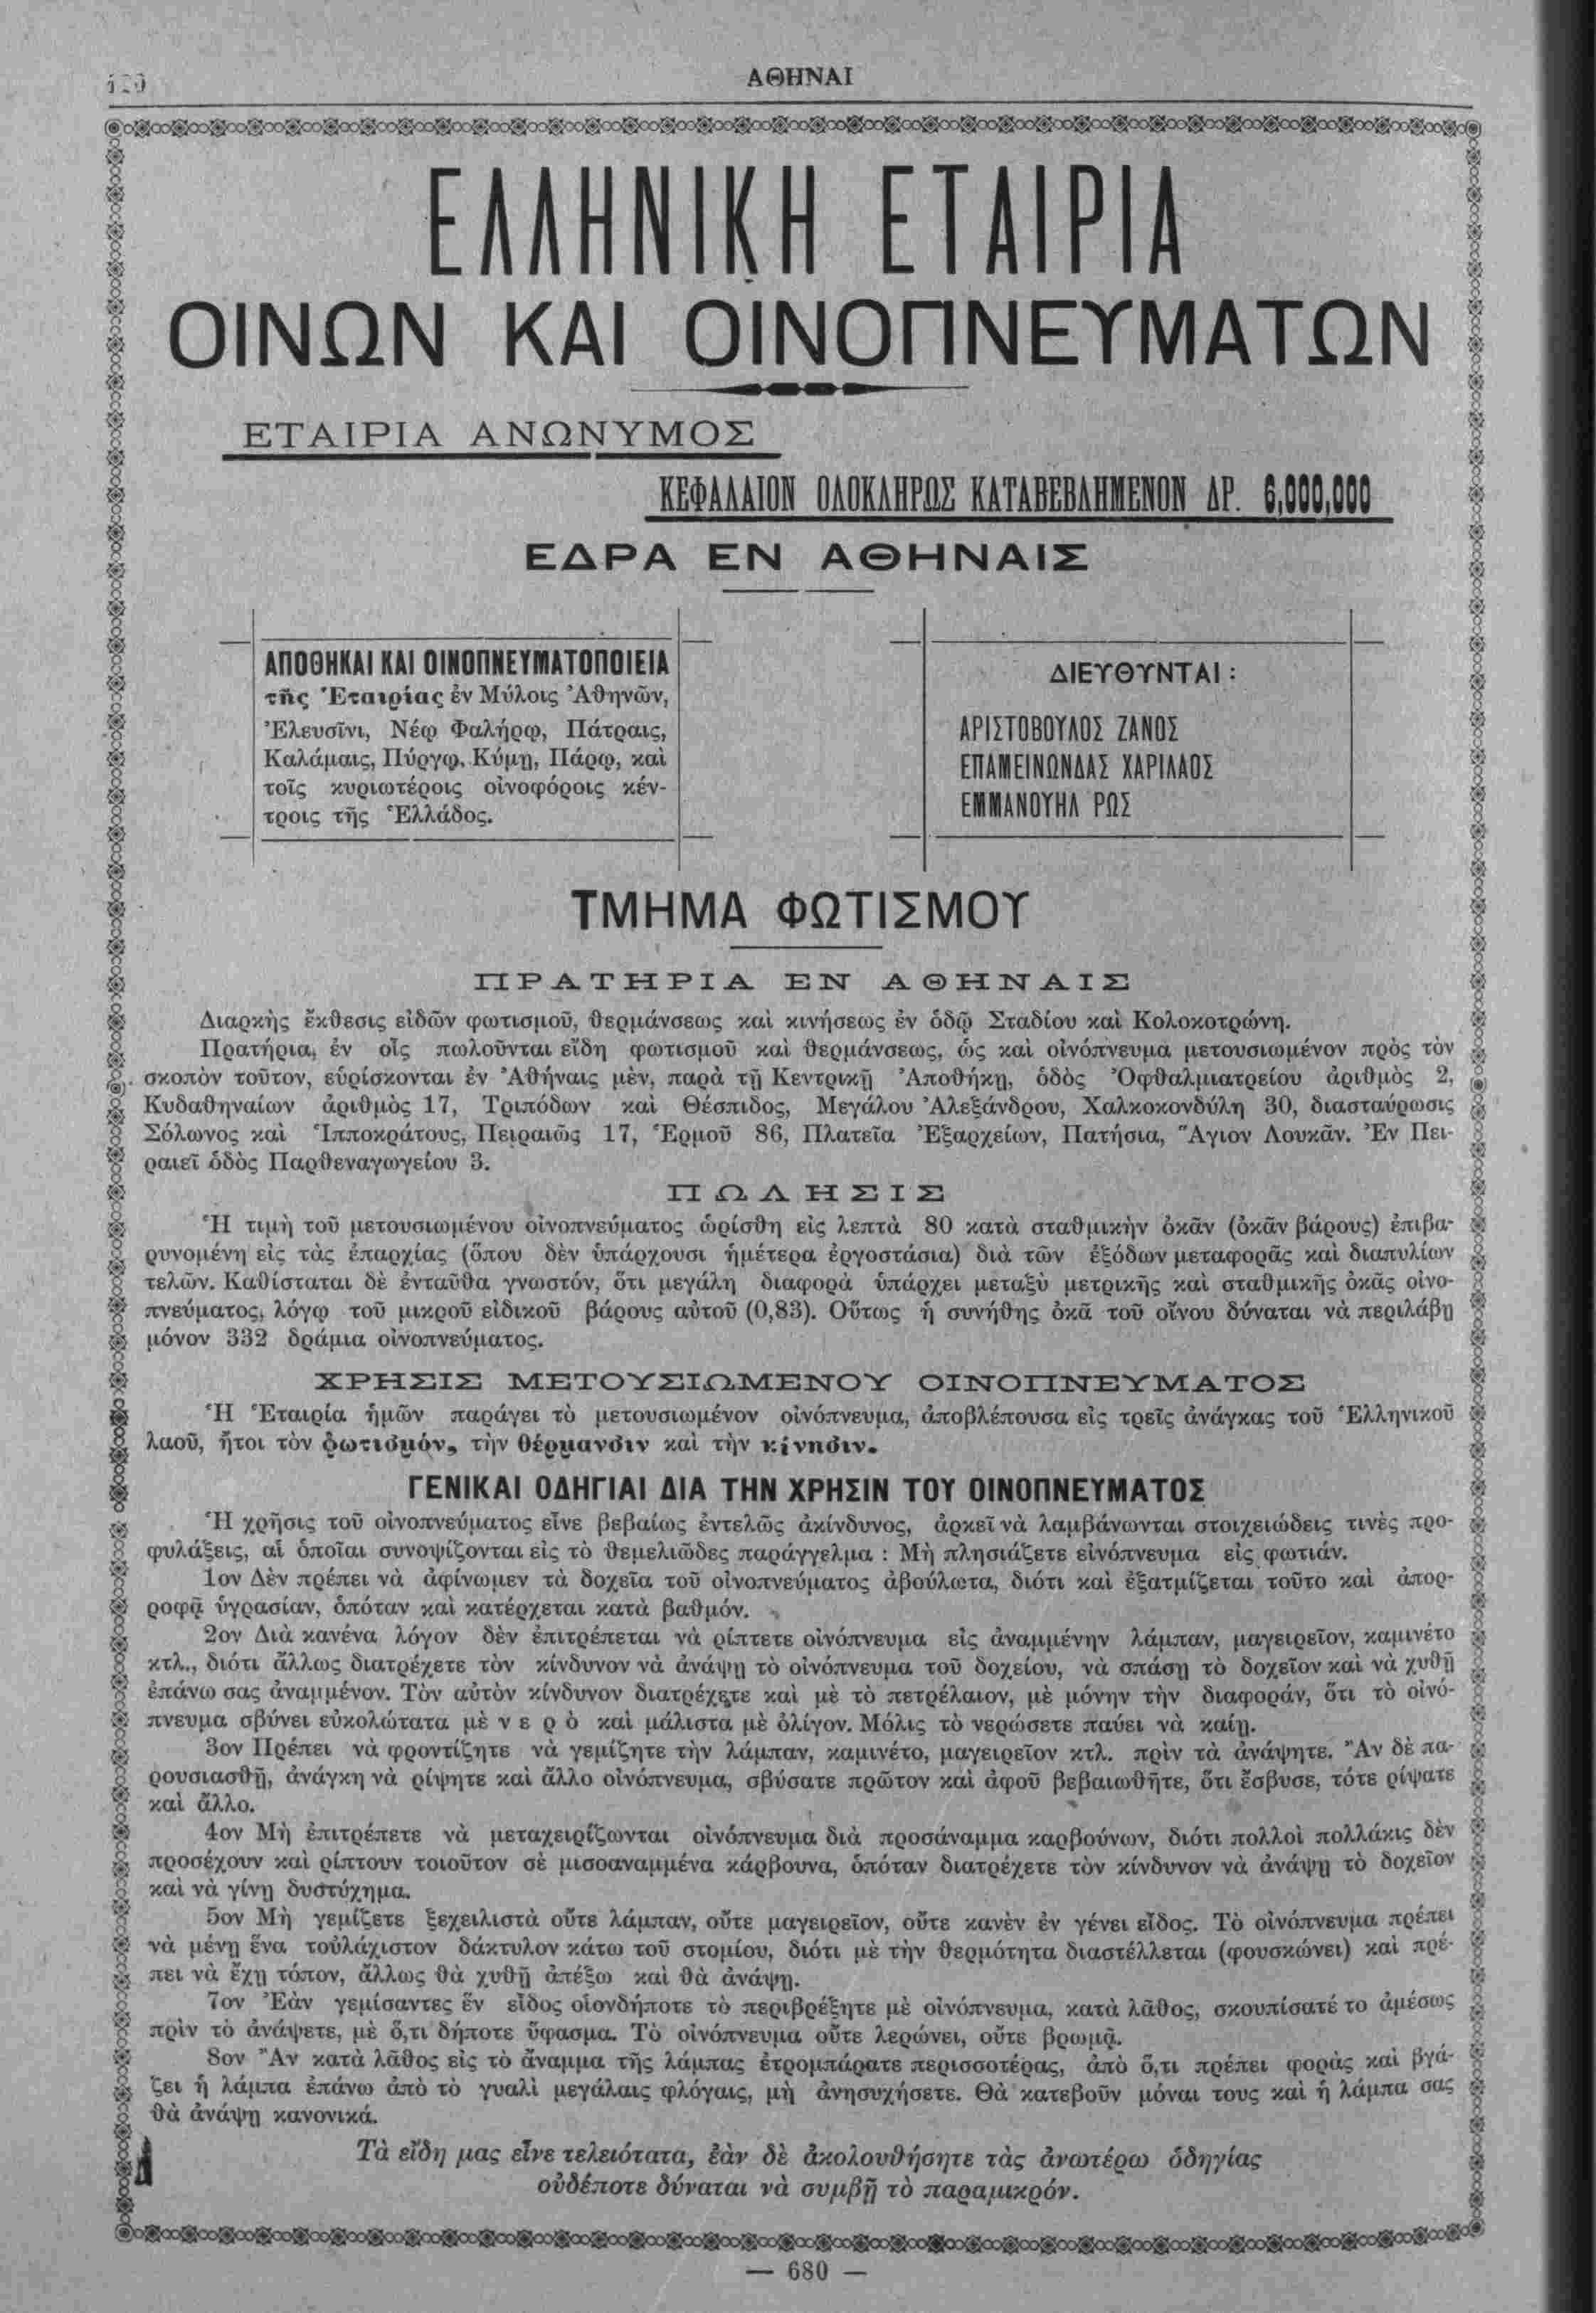 ΑΘΗΝΑΙ
ΕΛΛΗΝΙΚΗ ΕΤΑΙΡΙΑ
ΟΙΝΩΝ ΚΑΙ ΟΙΝΟΠΝΕΥΜΑΤΩΝ
ΕΤΑΙΡΙΑ ΑΝΩΝΥΜΟΣ
ΚΕΦΑΛΑΙΟΝ ΟΛΟΚΛΗΡΩΣ ΚΑΤΑΒΕΒΛΗΜΕΝΟΝ ΔΡ. 6,000,000
ΕΔΡΑ ΕΝ ΑΘΗΝΑΙΣ
ΑΠΟΘΗΚΑΙ ΚΑΙ ΟΙΝΟΠΝΕΥΜΑΤΟΠΟΙΕΙΑ
τῆς Ἑταιρίας ἐν Μύλοις Ἀθηνῶν,
Ἐλευσῖνι, Νέῳ Φαλήρῳ, Πάτραις,
Καλάμαις, Πύργῳ, Κύμῃ, Πάρῳ, καὶ
τοῖς κυριωτέροις οἰνοφόροις κέν-
τροις τῆς Ἑλλάδος.
ΔΙΕΥΘΥΝΤΑΙ :
ΑΡΙΣΤΟΒΟΥΛΟΣ ΖΑΝΟΣ
ΕΠΑΜΕΙΝΩΝΔΑΣ ΧΑΡΙΛΑΟΣ
ΕΜΜΑΝΟΥΗΛ ΡΩΣ
ΤΜΗΜΑ ΦΩΤΙΣΜΟΥ
ΠΡΑΤΗΡΙΑ ΕΝ ΑΘΗΝΑΙΣ
Διαρκὴς ἔκθεσις εἰδῶν φωτισμοῦ, θερμάνσεως καὶ κινήσεως ἐν ὁδῷ Σταδίου καὶ Κολοκοτρώνη.
Πρατήρια, ἐν οἷς πωλοῦνται εἴδη φωτισμοῦ καὶ θερμάνσεως, ὡς καὶ οἰνόπνευμα μετουσιωμένον πρὸς τὸν
σκοπὸν τοῦτον, εὑρίσκονται ἐν Ἀθήναις μὲν, παρὰ τῇ Κεντρικῇ Ἀποθήκῃ, ὁδὸς Ὀφθαλμιατρείου ἀριθμὸς 2,
Κυδαθηναίων ἀριθμὸς 17, Τριπόδων καὶ Θέσπιδος, Μεγάλου Ἀλεξάνδρου, Χαλκοκονδύλη 30, διασταύρωσις
Σόλωνος καὶ Ἱπποκράτους, Πειραιῶς 17, Ἑρμοῦ 86, Πλατεῖα Ἐξαρχείων, Πατήσια, Ἅγιον Λουκᾶν. Ἐν Πει-
ραιεῖ ὁδὸς Παρθεναγωγείου 3.
ΠΩΛΗΣΙΣ
Ἡ τιμὴ τοῦ μετουσιωμένου οἰνοπνεύματος ὡρίσθη εἰς λεπτὰ 80 κατὰ σταθμικὴν ὀκᾶν (ὀκᾶν βάρους) ἐπιβα-
ρυνομένη εἰς τὰς ἐπαρχίας (ὅπου δὲν ὑπάρχουσι ἡμέτερα ἐργοστάσια) διὰ τῶν ἐξόδων μεταφορᾶς καὶ διαπυλίων
τελῶν. Καθίσταται δὲ ἐνταῦθα γνωστόν, ὅτι μεγάλη διαφορὰ ὑπάρχει μεταξὺ μετρικῆς καὶ σταθμικῆς ὀκᾶς οἰνο-
πνεύματος, λόγῳ τοῦ μικροῦ εἰδικοῦ βάρους αὐτοῦ (0,83). Οὕτως ἡ συνήθης ὀκᾶ τοῦ οἴνου δύναται νὰ περιλάβῃ
μόνον 332 δράμια οἰνοπνεύματος.
ΧΡΗΣΙΣ ΜΕΤΟΥΣΙΩΜΕΝΟΥ ΟΙΝΟΠΝΕΥΜΑΤΟΣ
Ἡ Ἑταιρία ἡμῶν παράγει τὸ μετουσιωμένον οἰνόπνευμα, ἀποβλέπουσα εἰς τρεῖς ἀνάγκας τοῦ Ἑλληνικοῦ
λαοῦ, ἤτοι τὸν φωτισμόν, τὴν θέρμανσιν καὶ τὴν κίνησιν.
ΓΕΝΙΚΑΙ ΟΔΗΓΙΑΙ ΔΙΑ ΤΗΝ ΧΡΗΣΙΝ ΤΟΥ ΟΙΝΟΠΝΕΥΜΑΤΟΣ
Ἡ χρῆσις τοῦ οἰνοπνεύματος εἶνε βεβαίως ἐντελῶς ἀκίνδυνος, ἀρκεῖ νὰ λαμβάνωνται στοιχειώδεις τινὲς προ-
φυλάξεις, αἱ ὁποῖαι συνοψίζονται εἰς τὸ θεμελιῶδες παράγγελμα : Μὴ πλησιάζετε εἰνόπνευμα εἰς φωτιάν.
1ον Δὲν πρέπει νὰ ἀφίνωμεν τὰ δοχεῖα τοῦ οἰνοπνεύματος ἀβούλωτα, διότι καὶ ἐξατμίζεται τοῦτο καὶ ἀπορ-
ροφᾷ ὑγρασίαν, ὁπόταν καὶ κατέρχεται κατὰ βαθμόν.
2ον Διὰ κανένα λόγον δὲν ἐπιτρέπεται νὰ ρίπτετε οἰνόπνευμα εἰς ἀναμμένην λάμπαν, μαγειρεῖον, καμινέτο
κτλ., διότι ἄλλως διατρέχετε τὸν κίνδυνον νὰ ἀνάψῃ τὸ οἰνόπνευμα τοῦ δοχείου, νὰ σπάσῃ τὸ δοχεῖον καὶ νὰ χυθῇ
ἐπάνω σας ἀναμμένον. Τὸν αὐτὸν κίνδυνον διατρέχετε καὶ μὲ τὸ πετρέλαιον, μὲ μόνην τὴν διαφοράν, ὅτι τὸ οἰνό-
πνευμα σβύνει εὐκολώτατα μὲ ν ε ρ ὸ καὶ μάλιστα μὲ ὀλίγον. Μόλις τὸ νερώσετε παύει νὰ καίῃ.
3ον Πρέπει νὰ φροντίζητε νὰ γεμίζητε τὴν λάμπαν, καμινέτο, μαγειρεῖον κτλ. πρὶν τὰ ἀνάψητε. Ἂν δὲ πα-
ρουσιασθῇ, ἀνάγκη νὰ ρίψητε καὶ ἄλλο οἰνόπνευμα, σβύσατε πρῶτον καὶ ἀφοῦ βεβαιωθῆτε, ὅτι ἔσβυσε, τότε ρίψατε
καὶ ἄλλο.
4ον Μὴ ἐπιτρέπετε νὰ μεταχειρίζωνται οἰνόπνευμα διὰ προσάναμμα καρβούνων, διότι πολλοὶ πολλάκις δὲν
προσέχουν καὶ ρίπτουν τοιοῦτον σὲ μισοαναμμένα κάρβουνα, ὁπόταν διατρέχετε τὸν κίνδυνον νὰ ἀνάψῃ τὸ δοχεῖον
καὶ νὰ γίνῃ δυστύχημα.
5ον Μὴ γεμίζετε ξεχειλιστὰ οὔτε λάμπαν, οὔτε μαγειρεῖον, οὔτε κανὲν ἐν γένει εἶδος. Τὸ οἰνόπνευμα πρέπει
νὰ μένῃ ἕνα τοὐλάχιστον δάκτυλον κάτω τοῦ στομίου, διότι μὲ τὴν θερμότητα διαστέλλεται (φουσκώνει) καὶ πρέ-
πει νὰ ἔχῃ τόπον, ἄλλως θὰ χυθῇ ἀπέξω καὶ θὰ ἀνάψῃ.
7ον Ἐὰν γεμίσαντες ἓν εἶδος οἱονδήποτε τὸ περιβρέξητε μὲ οἰνόπνευμα, κατὰ λᾶθος, σκουπίσατέ το ἀμέσως
πρὶν τὸ ἀνάψετε, μὲ ὅ,τι δήποτε ὕφασμα. Τὸ οἰνόπνευμα οὔτε λερώνει, οὔτε βρωμᾷ.
8ον Ἂν κατὰ λᾶθος εἰς τὸ ἄναμμα τῆς λάμπας ἐτρομπάρατε περισσοτέρας, ἀπὸ ὅ,τι πρέπει φορὰς καὶ βγά-
ζει ἡ λάμπα ἐπάνω ἀπὸ τὸ γυαλὶ μεγάλαις φλόγαις, μὴ ἀνησυχήσετε. Θὰ κατεβοῦν μόναι τους καὶ ἡ λάμπα σας
θὰ ἀνάψῃ κανονικά.
Τὰ εἴδη μας εἶνε τελειότατα, ἐὰν δὲ ἀκολουθήσητε τὰς ἀνωτέρω ὁδηγίας
οὐδέποτε δύναται νὰ συμβῇ τὸ παραμικρόν.
— 680 —